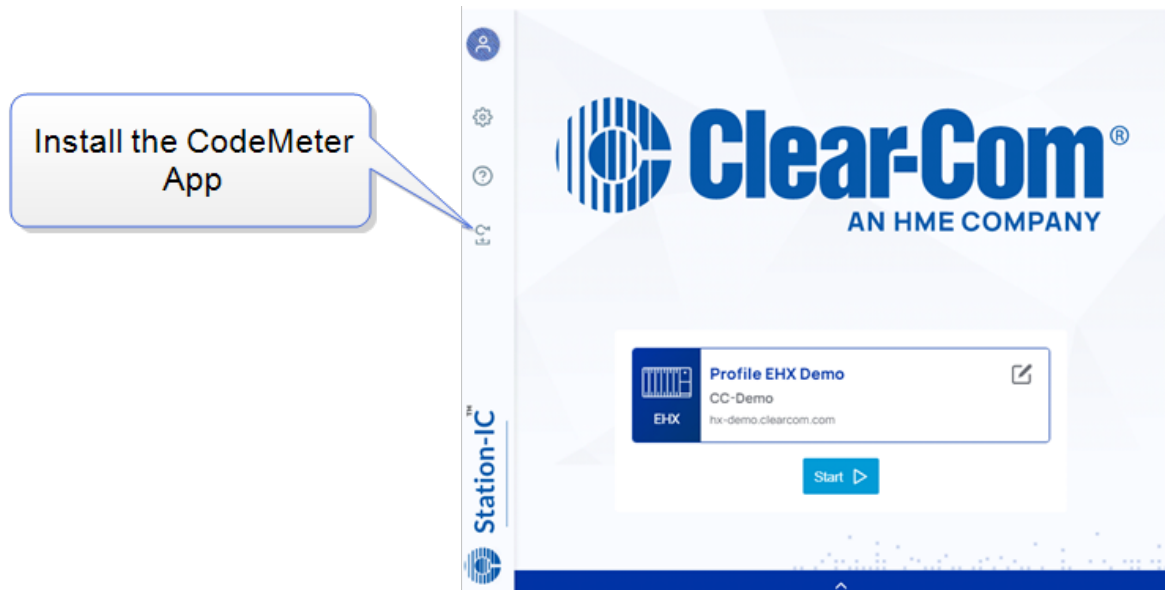 Install the CodeMeter
App
Clear-Com®
AN HME COMPANY
Profile EHX Demo
CC-Demo
EHX
hx-demo.clearcom.com
Start
Station-IC™